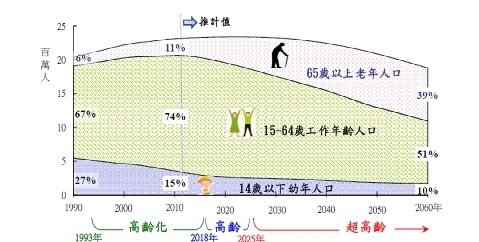 推計值
百萬人
25
20
15
10
5
0
6%
11%
65歲以上老年人口
39%
67%
74%
15-64歲工作年齡人口
51%
27%
15%
14歲以下幼年人口
10%
1990
2000
2010
2020
2030
2040
2050
2060年
高齡化
高齡
超高齡
1993年
2018年
2025年